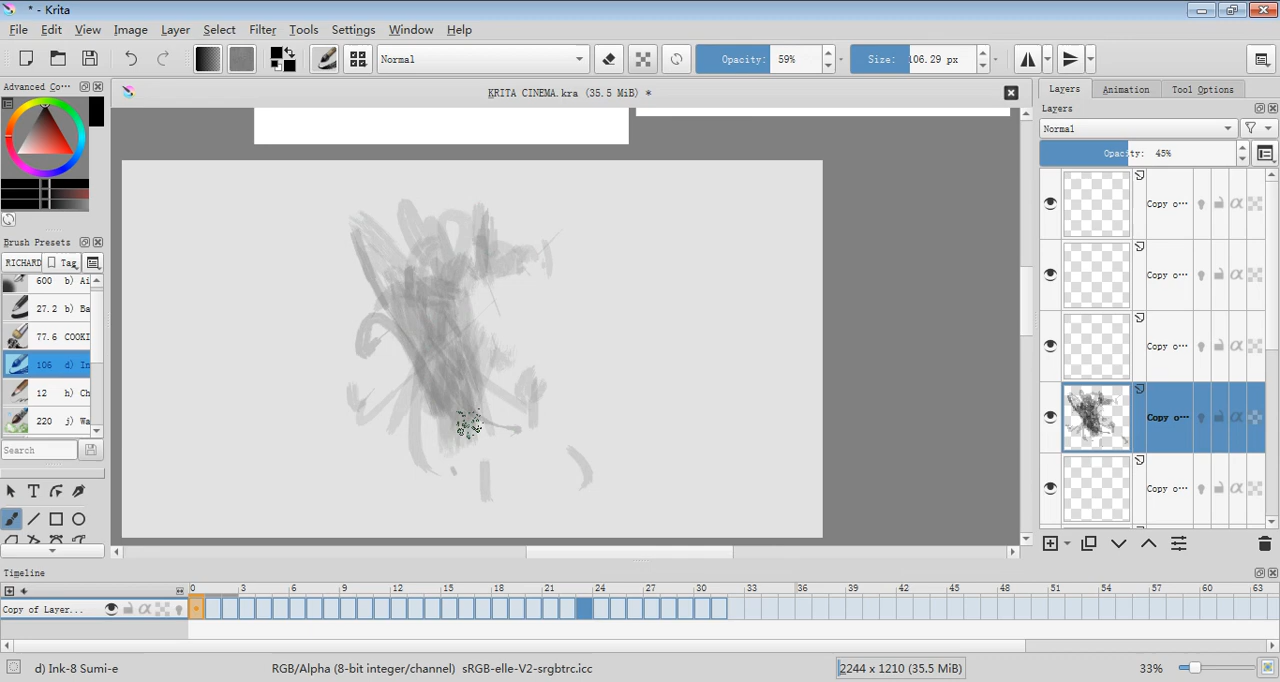 * - Krita
File Edit View Image Layer Select Filter Tools Settings Window Help
Normal Opacity: 59% Size: 106.29 px
Advanced Co··· KRITA CINEMA.kra (35.5 MiB) * Layers Animation Tool Options
Layers
Normal
Opacity: 45%
Copy o···
Brush Presets
RICHARD Tag
600 b) Ai
Copy o···
27.2 b) Ba
77.6 COOKI
Copy o···
106 d) In
12 h) Ch
Copy o···
220 j) Wa
Search
Copy o···
Timeline
0 3 6 9 12 15 18 21 24 27 30 33 36 39 42 45 48 51 54 57 60 63
Copy of Layer...
d) Ink-8 Sumi-e RGB/Alpha (8-bit integer/channel) sRGB-elle-V2-srgbtrc.icc 2244 x 1210 (35.5 MiB) 33%